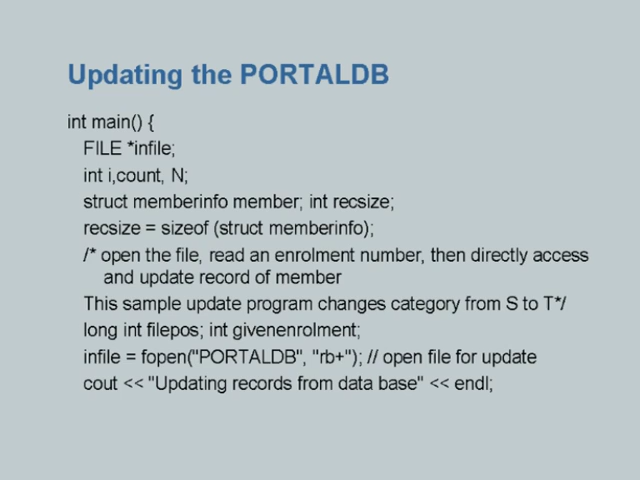 Updating the PORTALDB
int main() {
FILE *infile;
int i,count, N;
struct memberinfo member; int recsize;
recsize = sizeof (struct memberinfo);
/* open the file, read an enrolment number, then directly access
and update record of member
This sample update program changes category from S to T*/
long int filepos; int givenenrolment;
infile = fopen("PORTALDB", "rb+"); // open file for update
cout << "Updating records from data base" << endl;